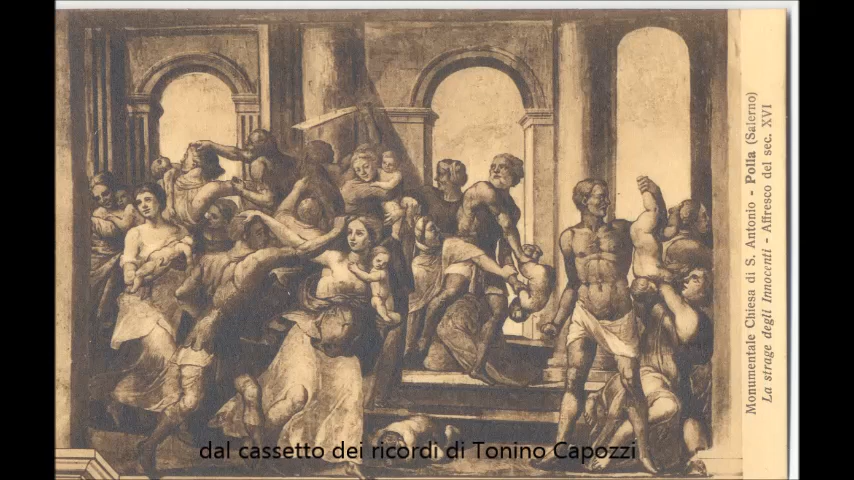 Monumentale Chiesa di S. Antonio - Polla (Salerno)
La strage degli Innocenti - Affresco del sec. XVI
dal cassetto dei ricordi di Tonino Capozzi